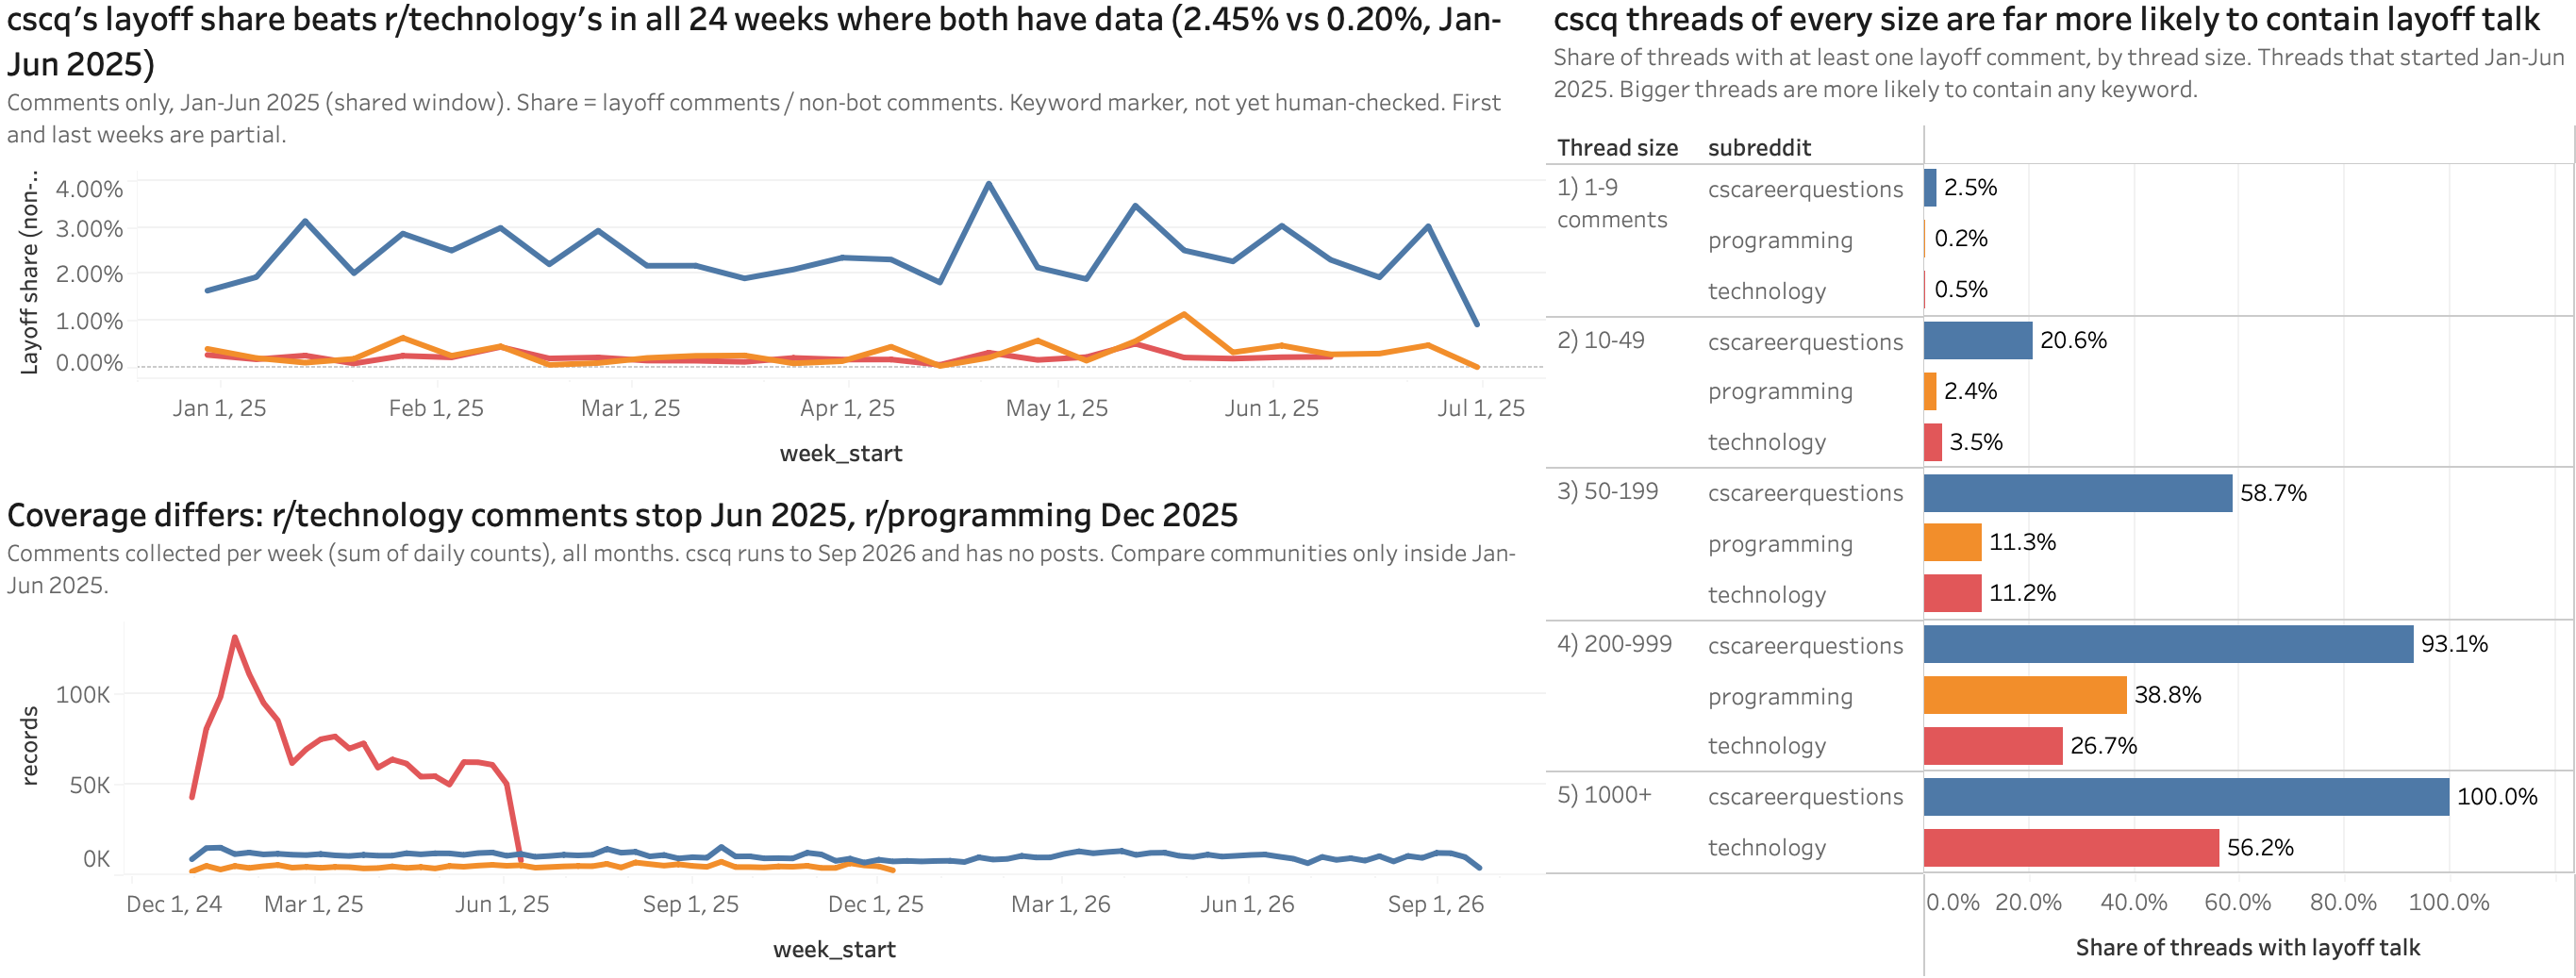 cscq's layoff share beats r/technology's in all 24 weeks where both have data (2.45% vs 0.20%, Jan-
Jun 2025)
Comments only, Jan-Jun 2025 (shared window). Share = layoff comments / non-bot comments. Keyword marker, not yet human-checked. First
and last weeks are partial.
Layoff share (non-..
4.00%
3.00%
2.00%
1.00%
0.00%
Jan 1, 25
Feb 1, 25
Mar 1, 25
Apr 1, 25
May 1, 25
Jun 1, 25
Jul 1, 25
week_start
Coverage differs: r/technology comments stop Jun 2025, r/programming Dec 2025
Comments collected per week (sum of daily counts), all months. cscq runs to Sep 2026 and has no posts. Compare communities only inside Jan-
Jun 2025.
records
100K
50K
0K
Dec 1, 24
Mar 1, 25
Jun 1, 25
Sep 1, 25
Dec 1, 25
Mar 1, 26
Jun 1, 26
Sep 1, 26
week_start
cscq threads of every size are far more likely to contain layoff talk
Share of threads with at least one layoff comment, by thread size. Threads that started Jan-Jun
2025. Bigger threads are more likely to contain any keyword.
Thread size subreddit
1) 1-9
comments
cscareerquestions 2.5%
programming 0.2%
technology 0.5%
2) 10-49 cscareerquestions 20.6%
programming 2.4%
technology 3.5%
3) 50-199 cscareerquestions 58.7%
programming 11.3%
technology 11.2%
4) 200-999 cscareerquestions 93.1%
programming 38.8%
technology 26.7%
5) 1000+ cscareerquestions 100.0%
technology 56.2%
0.0% 20.0% 40.0% 60.0% 80.0% 100.0%
Share of threads with layoff talk